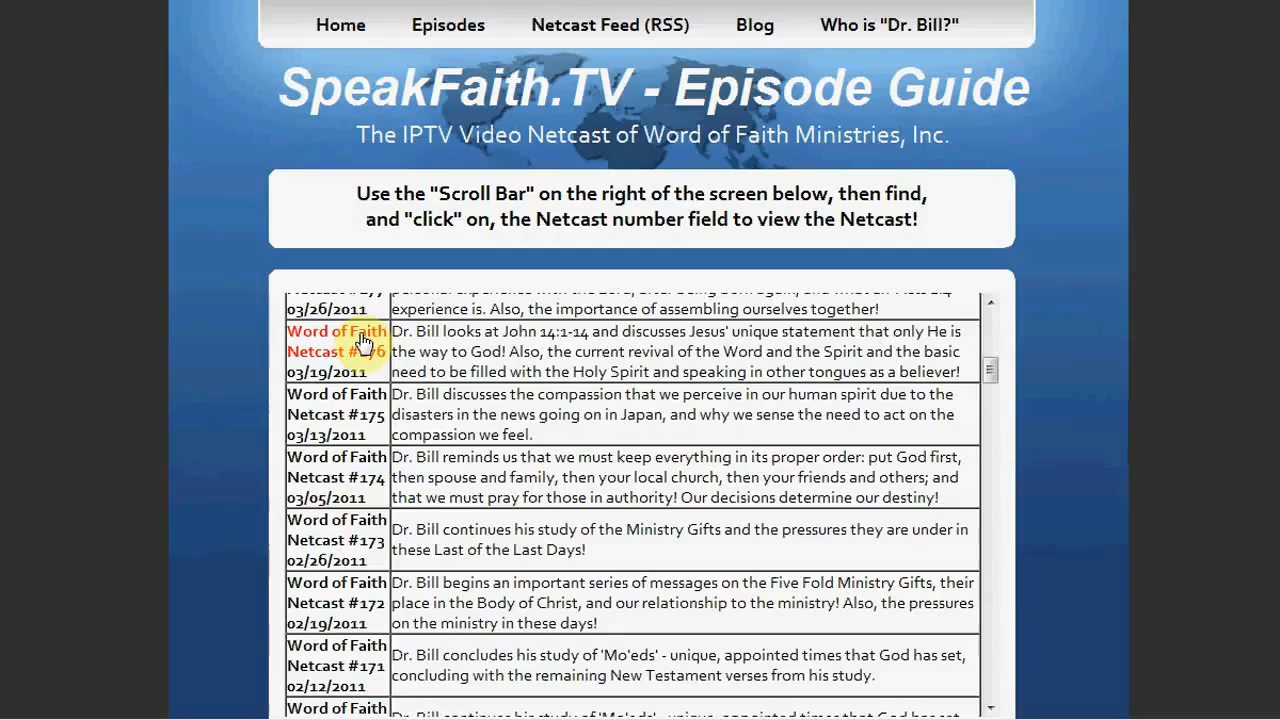 Home Episodes Netcast Feed (RSS) Blog Who is "Dr. Bill?"
SpeakFaith.TV - Episode Guide
The IPTV Video Netcast of Word of Faith Ministries, Inc.
Use the "Scroll Bar" on the right of the screen below, then find,
and "click" on, the Netcast number field to view the Netcast!
03/26/2011
experience is. Also, the importance of assembling ourselves together!
Word of Faith
Netcast #176
03/19/2011
Dr. Bill looks at John 14:1-14 and discusses Jesus' unique statement that only He is
the way to God! Also, the current revival of the Word and the Spirit and the basic
need to be filled with the Holy Spirit and speaking in other tongues as a believer!
Word of Faith
Netcast #175
03/13/2011
Dr. Bill discusses the compassion that we perceive in our human spirit due to the
disasters in the news going on in Japan, and why we sense the need to act on the
compassion we feel.
Word of Faith
Netcast #174
03/05/2011
Dr. Bill reminds us that we must keep everything in its proper order: put God first,
then spouse and family, then your local church, then your friends and others; and
that we must pray for those in authority! Our decisions determine our destiny!
Word of Faith
Netcast #173
02/26/2011
Dr. Bill continues his study of the Ministry Gifts and the pressures they are under in
these Last of the Last Days!
Word of Faith
Netcast #172
02/19/2011
Dr. Bill begins an important series of messages on the Five Fold Ministry Gifts, their
place in the Body of Christ, and our relationship to the ministry! Also, the pressures
on the ministry in these days!
Word of Faith
Netcast #171
02/12/2011
Dr. Bill concludes his study of 'Mo'eds' - unique, appointed times that God has set,
concluding with the remaining New Testament verses from his study.
Word of Faith